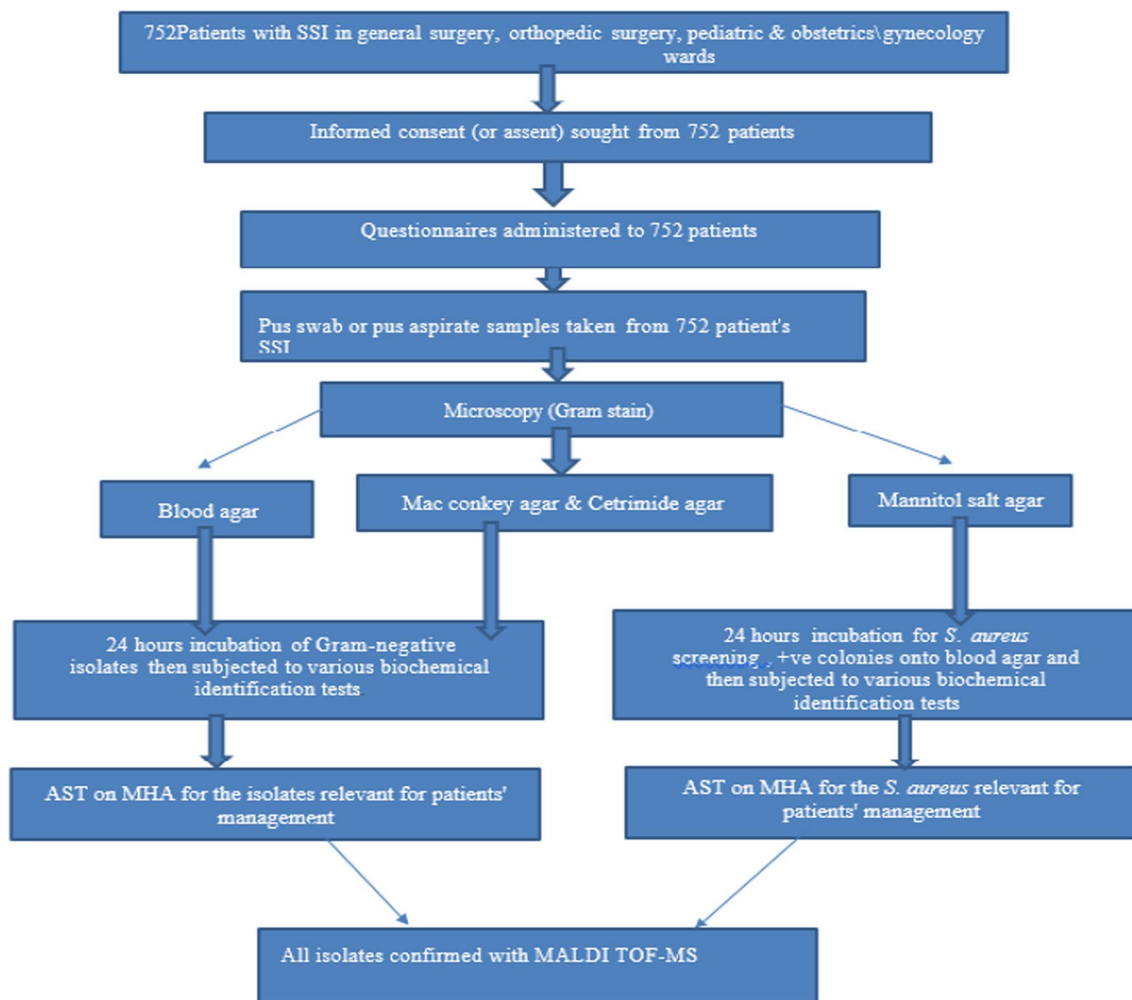 752Patients with SSI in general surgery, orthopedic surgery, pediatric & obstetrics\gynecology
wards
Informed consent (or assent) sought from 752 patients
Questionnaires administered to 752 patients
Pus swab or pus aspirate samples taken from 752 patient's
SSI
Microscopy (Gram stain)
Blood agar
Mac conkey agar & Cetrimide agar
Mannitol salt agar
24 hours incubation of Gram-negative
isolates then subjected to various biochemical
identification tests
24 hours incubation for S. aureus
screening , +ve colonies onto blood agar and
then subjected to various biochemical
identification tests
AST on MHA for the isolates relevant for patients'
management
AST on MHA for the S. aureus relevant for
patients' management
All isolates confirmed with MALDI TOF-MS